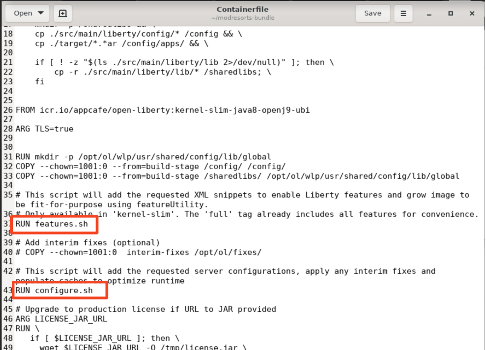 Open
Containerfile
~/modresorts bundle
Save
18 cp ./src/main/liberty/config/* /config && \
19 cp ./target/*.*ar /config/apps/ && \
20
21 if [ ! -z "$(ls ./src/main/liberty/lib 2>/dev/null)" ]; then \
22 cp -r ./src/main/liberty/lib/* /sharedlibs; \
23 fi
24
25
26 FROM icr.io/appcafe/open-liberty:kernel-slim-java8-openj9-ubi
27
28 ARG TLS=true
29
30
31 RUN mkdir -p /opt/ol/wlp/usr/shared/config/lib/global
32 COPY --chown=1001:0 --from=build-stage /config/ /config/
33 COPY --chown=1001:0 --from=build-stage /sharedlibs/ /opt/ol/wlp/usr/shared/config/lib/global
34
35 # This script will add the requested XML snippets to enable Liberty features and grow image to
be fit-for-purpose using featureUtility.
36 # Only available in 'kernel-slim'. The 'full' tag already includes all features for convenience.
37 RUN features.sh
38
39 # Add interim fixes (optional)
40 # COPY --chown=1001:0 interim-fixes /opt/ol/fixes/
41
42 # This script will add the requested server configurations, apply any interim fixes and
populate caches to optimize runtime
43 RUN configure.sh
44
45 # Upgrade to production license if URL to JAR provided
46 ARG LICENSE_JAR_URL
47 RUN \
48 if [ $LICENSE_JAR_URL ]; then \
49 wget $LICENSE_JAR_URL -O /tmp/license.jar \